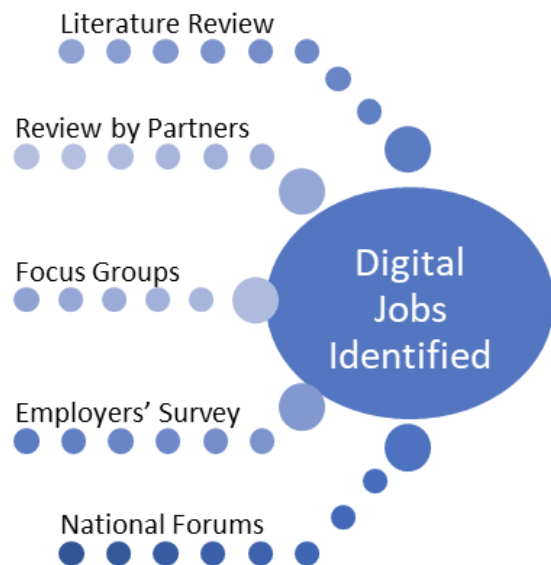 Literature Review
Review by Partners
Focus Groups
Digital
Jobs
Identified
Employers’ Survey
National Forums